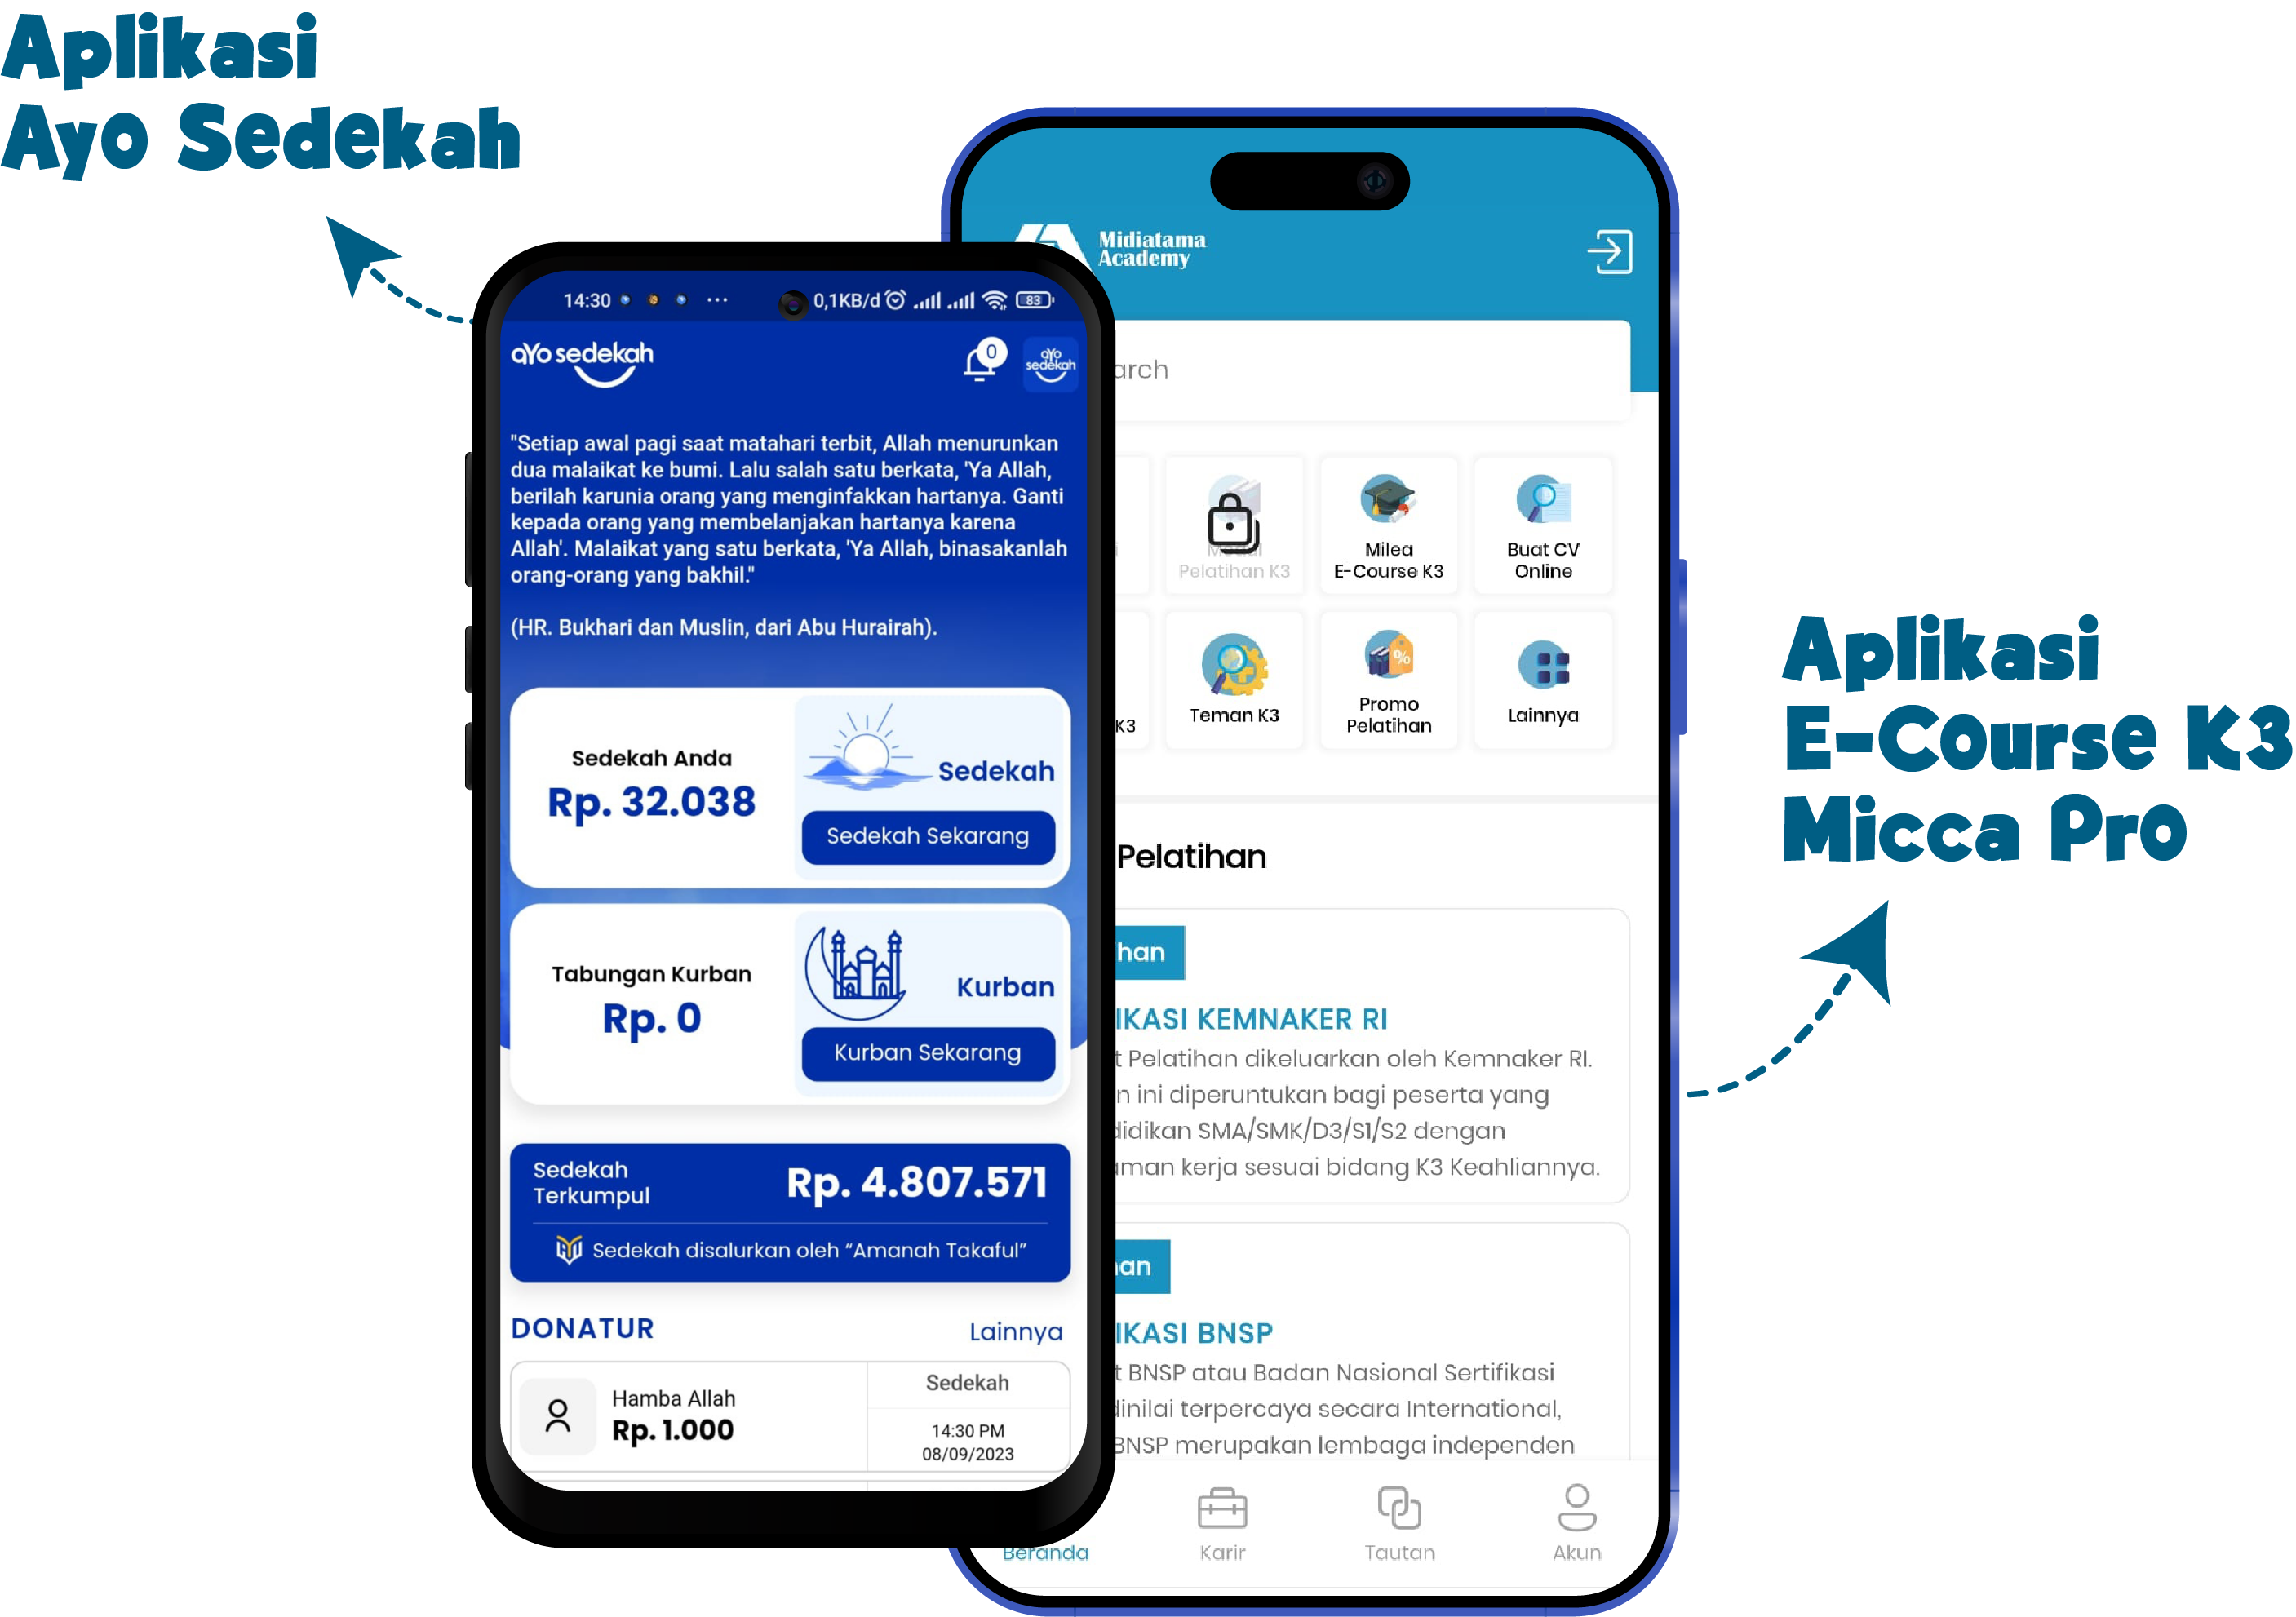 Aplikasi
Ayo Sedekah
14:30 ... 0,1KB/d 83
aYo sedekah
0
aYo
sedekah
"Setiap awal pagi saat matahari terbit, Allah menurunkan
dua malaikat ke bumi. Lalu salah satu berkata, 'Ya Allah,
berilah karunia orang yang menginfakkan hartanya. Ganti
kepada orang yang membelanjakan hartanya karena
Allah'. Malaikat yang satu berkata, 'Ya Allah, binasakanlah
orang-orang yang bakhil."
(HR. Bukhari dan Muslin, dari Abu Hurairah).
Sedekah Anda
Rp. 32.038
Sedekah
Sedekah Sekarang
Tabungan Kurban
Rp. 0
Kurban
Kurban Sekarang
Sedekah
Terkumpul
Rp. 4.807.571
Sedekah disalurkan oleh “Amanah Takaful”
DONATUR
Lainnya
Hamba Allah
Rp. 1.000
Sedekah
14:30 PM
08/09/2023
Midiatama
Academy
arch
Modul
Pelatihan K3
Milea
E-Course K3
Buat CV
Online
K3
Teman K3
Promo
Pelatihan
%
Lainnya
Pelatihan
han
IKASI KEMNAKER RI
t Pelatihan dikeluarkan oleh Kemnaker RI.
n ini diperuntukan bagi peserta yang
didikan SMA/SMK/D3/S1/S2 dengan
aman kerja sesuai bidang K3 Keahliannya.
an
IKASI BNSP
t BNSP atau Badan Nasional Sertifikasi
dinilai terpercaya secara International,
BNSP merupakan lembaga independen
Beranda
Karir
Tautan
Akun
Aplikasi
E-Course K3
Micca Pro